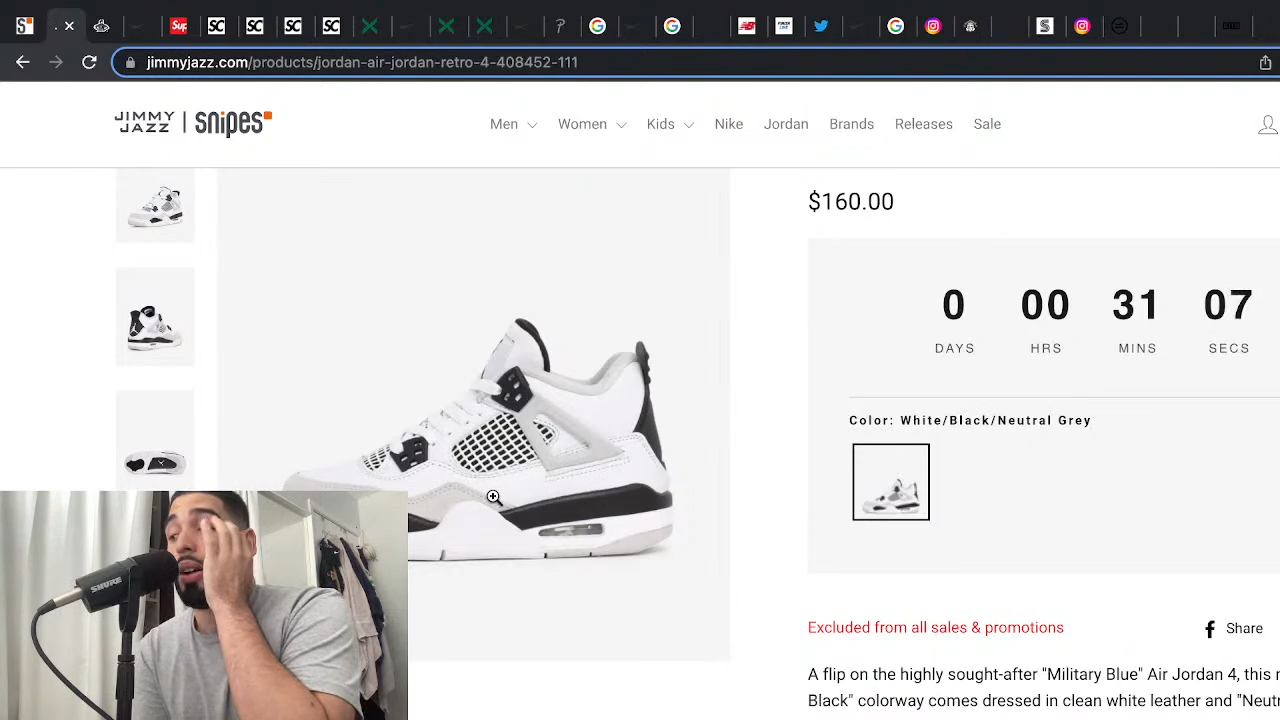 jimmyjazz.com/products/jordan-air-jordan-retro-4-408452-111
JIMMY JAZZ | snipes
Men Women Kids Nike Jordan Brands Releases Sale
$160.00
0 00 31 07
DAYS HRS MINS SECS
Color: White/Black/Neutral Grey
Excluded from all sales & promotions
Share
A flip on the highly sought-after "Military Blue" Air Jordan 4, this
Black" colorway comes dressed in clean white leather and
SHURE